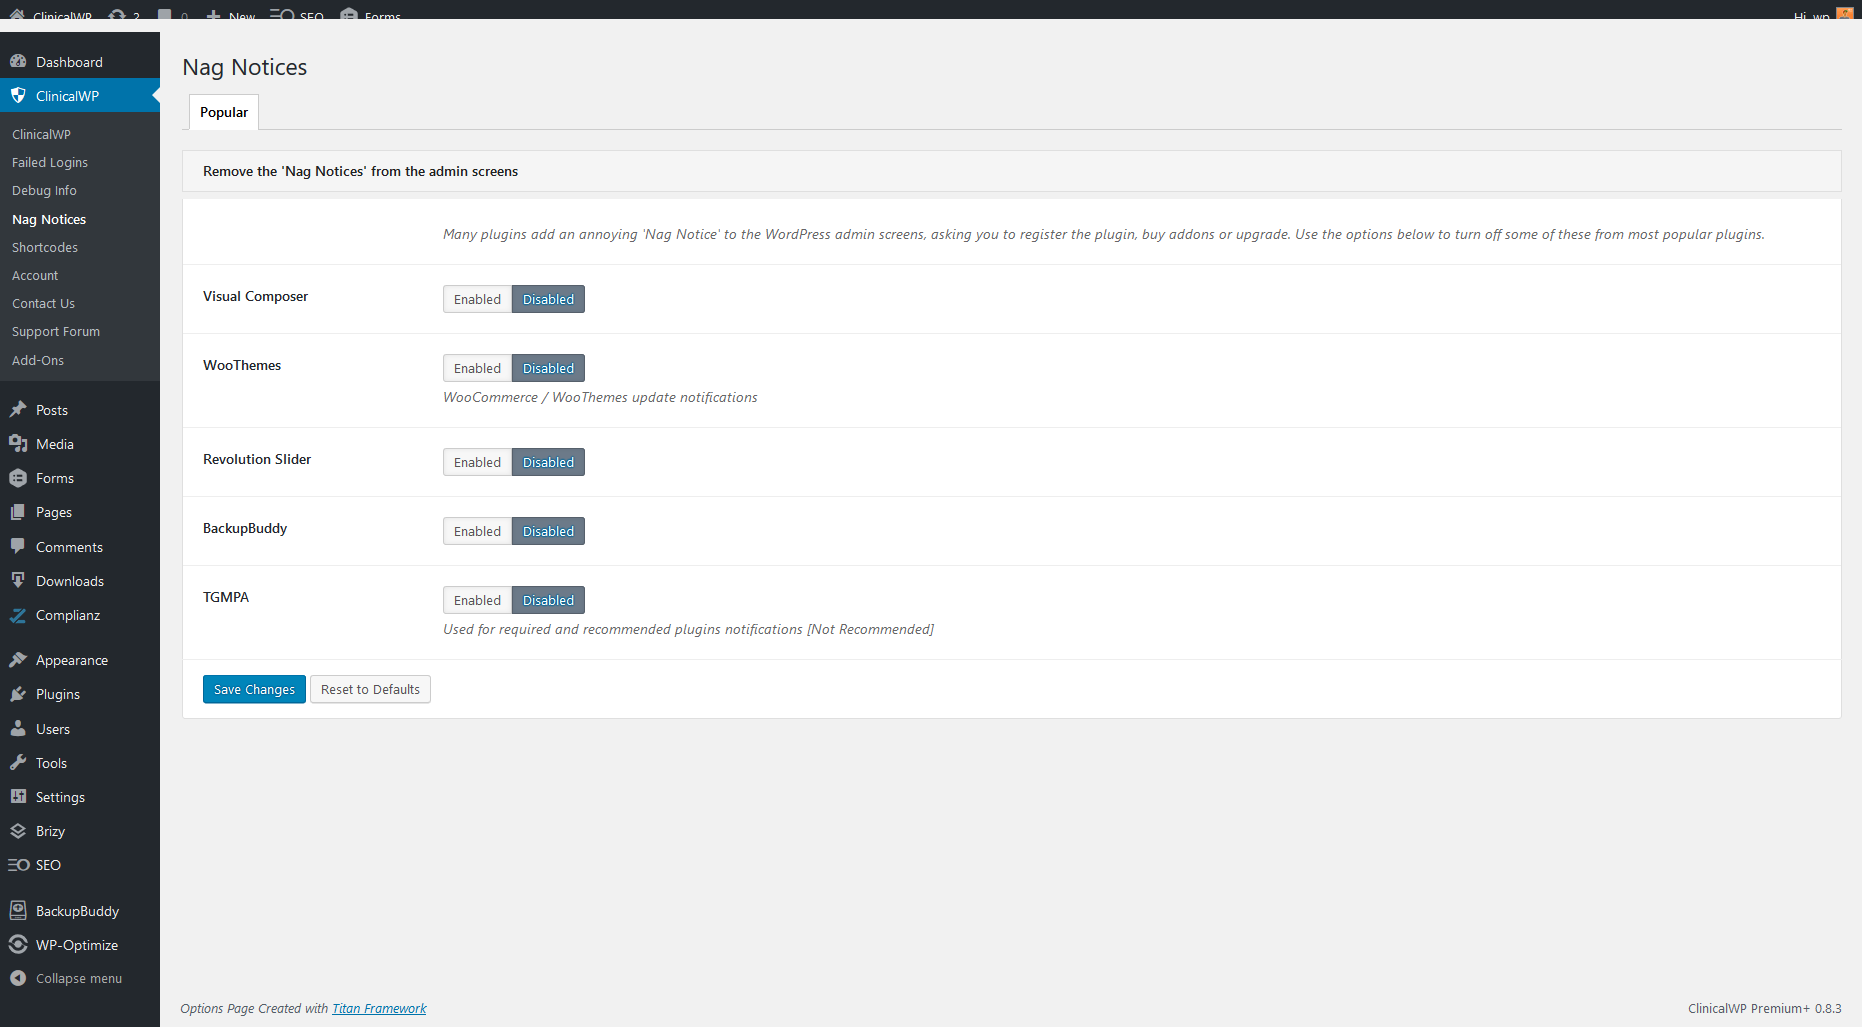 ClinicalWP 2 0 New SEO Forms Hi, wp
Dashboard
ClinicalWP
ClinicalWP
Failed Logins
Debug Info
Nag Notices
Shortcodes
Account
Contact Us
Support Forum
Add-Ons
Posts
Media
Forms
Pages
Comments
Downloads
Complianz
Appearance
Plugins
Users
Tools
Settings
Brizy
SEO
BackupBuddy
WP-Optimize
Collapse menu
Nag Notices
Popular
Remove the 'Nag Notices' from the admin screens
Many plugins add an annoying 'Nag Notice' to the WordPress admin screens, asking you to register the plugin, buy addons or upgrade. Use the options below to turn off some of these from most popular plugins.
Visual Composer Enabled Disabled
WooThemes Enabled Disabled
WooCommerce / WooThemes update notifications
Revolution Slider Enabled Disabled
BackupBuddy Enabled Disabled
TGMPA Enabled Disabled
Used for required and recommended plugins notifications [Not Recommended]
Save Changes Reset to Defaults
Options Page Created with Titan Framework
ClinicalWP Premium+ 0.8.3